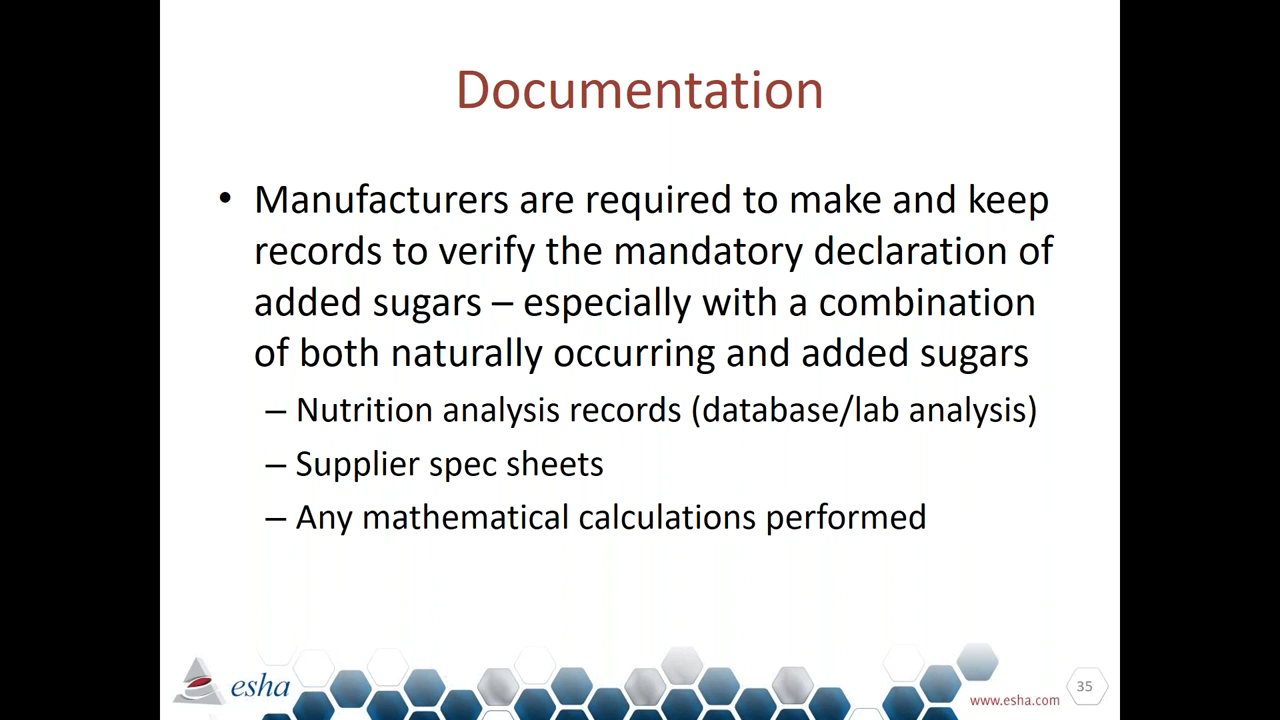 Documentation
• Manufacturers are required to make and keep
records to verify the mandatory declaration of
added sugars – especially with a combination
of both naturally occurring and added sugars
– Nutrition analysis records (database/lab analysis)
– Supplier spec sheets
– Any mathematical calculations performed
esha
www.esha.com
35